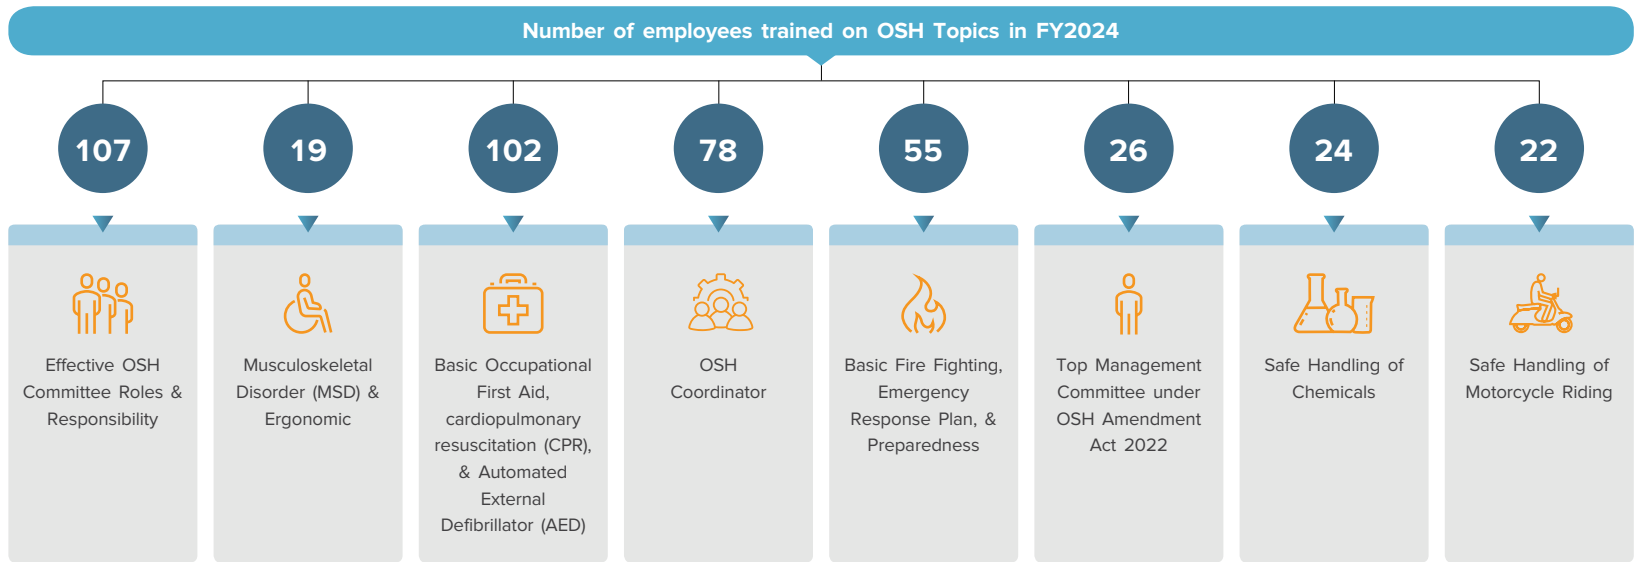 Number of employees trained on OSH Topics in FY2024
107
19
102
78
55
26
24
22
Effective OSH
Committee Roles &
Responsibility
Musculoskeletal
Disorder (MSD) &
Ergonomic
Basic Occupational
First Aid,
cardiopulmonary
resuscitation (CPR),
& Automated
External
Defibrillator (AED)
OSH
Coordinator
Basic Fire Fighting,
Emergency
Response Plan, &
Preparedness
Top Management
Committee under
OSH Amendment
Act 2022
Safe Handling of
Chemicals
Safe Handling of
Motorcycle Riding